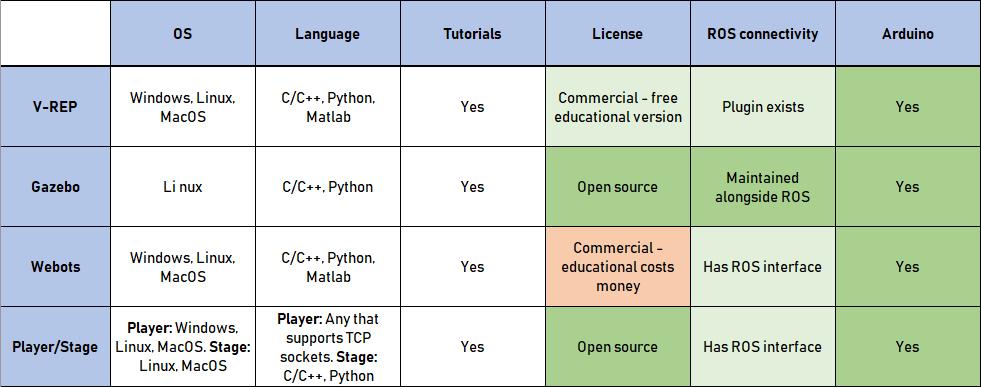 OS Language Tutorials License ROS connectivity Arduino
V-REP
Windows, Linux,
MacOS
C/C++, Python,
Matlab
Yes
Commercial - free
educational version
Plugin exists
Yes
Gazebo
Li nux
C/C++, Python
Yes
Open source
Maintained
alongside ROS
Yes
Webots
Windows, Linux,
MacOS
C/C++, Python,
Matlab
Yes
Commercial -
educational costs
money
Has ROS interface
Yes
Player/Stage
Player: Windows,
Linux, MacOS. Stage:
Linux, MacOS
Player: Any that
supports TCP
sockets. Stage:
C/C++, Python
Yes
Open source
Has ROS interface
Yes